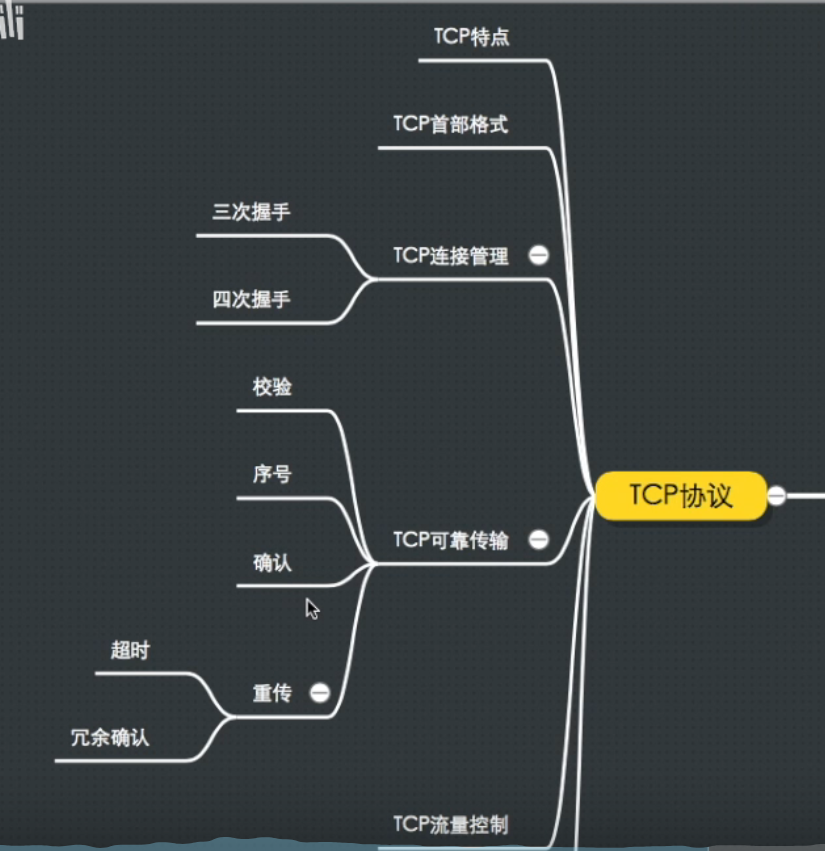 TCP特点
TCP首部格式
三次握手
TCP连接管理
四次握手
校验
序号
TCP协议
TCP可靠传输
确认
超时
重传
冗余确认
TCP流量控制